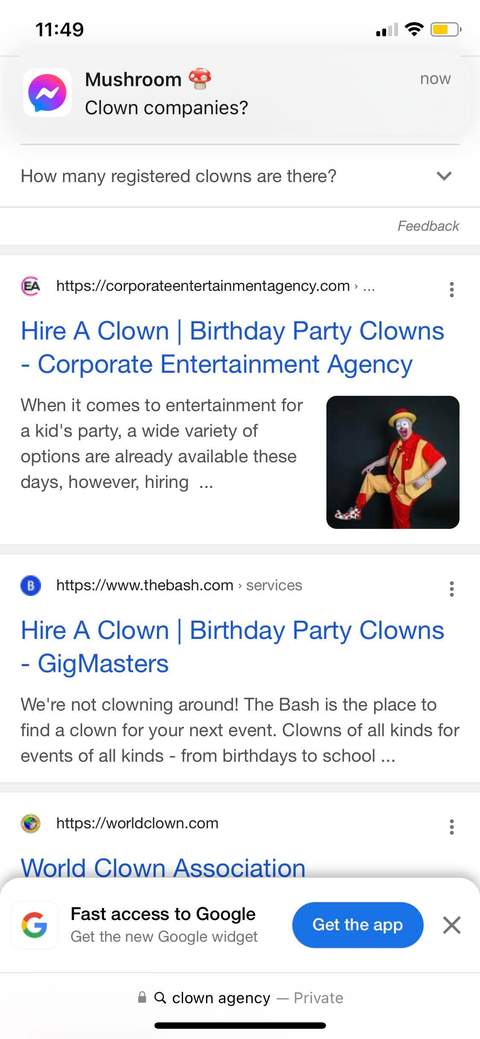 11:49
Mushroom 🍄
now
Clown companies?
How many registered clowns are there?
Feedback
EA
https://corporateentertainmentagency.com › ...
Hire A Clown | Birthday Party Clowns
- Corporate Entertainment Agency
When it comes to entertainment for
a kid's party, a wide variety of
options are already available these
days, however, hiring ...
B
https://www.thebash.com › services
Hire A Clown | Birthday Party Clowns
- GigMasters
We're not clowning around! The Bash is the place to
find a clown for your next event. Clowns of all kinds for
events of all kinds - from birthdays to school ...
https://worldclown.com
World Clown Association
G
Fast access to Google
Get the new Google widget
Get the app
clown agency — Private